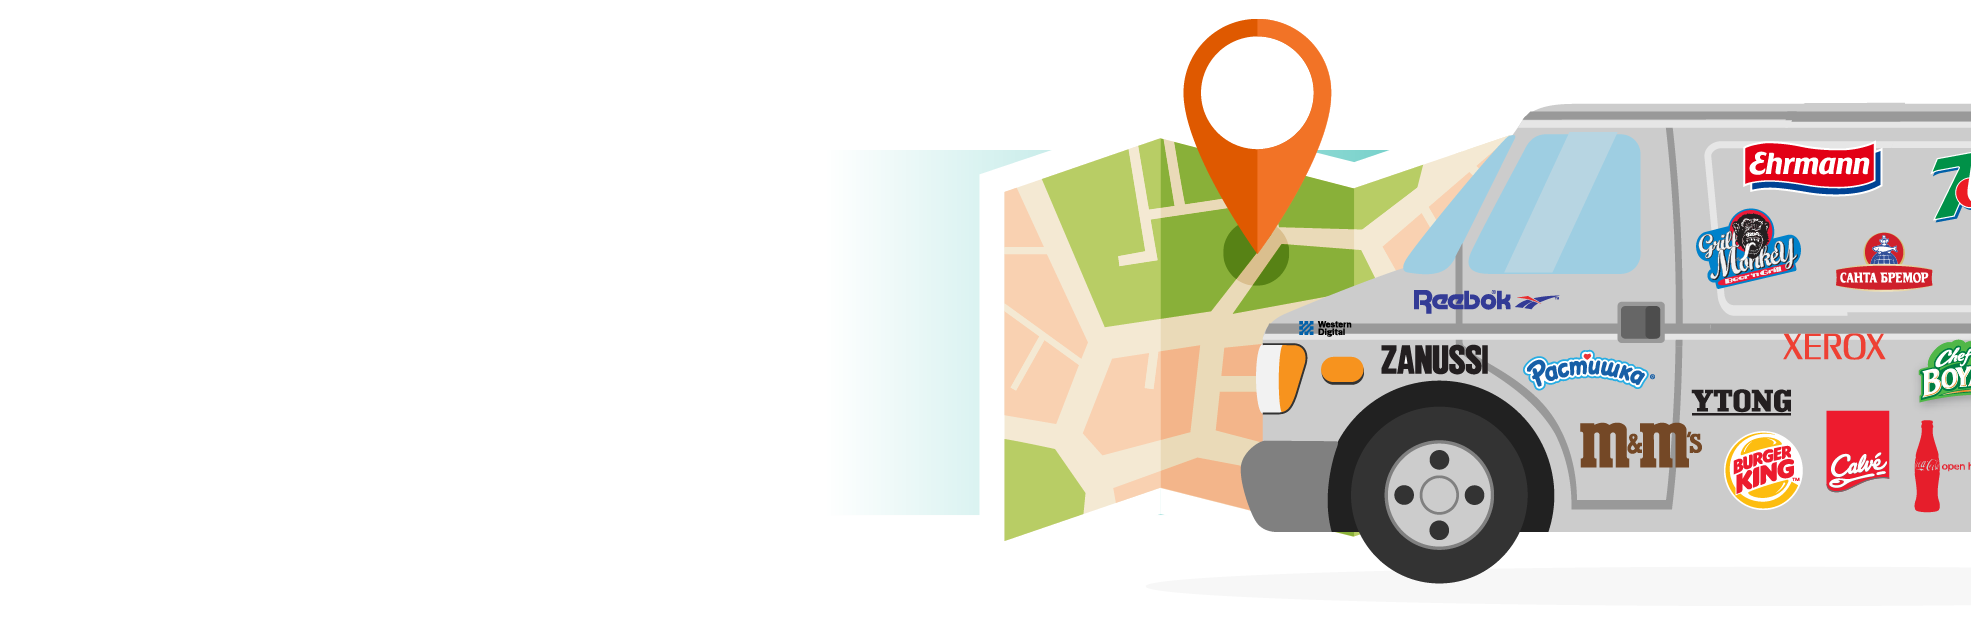 Ehrmann
7
Grill
Monkey
Beer'n'Grill
САНТА БРЕМОР
Reebok
Western
Digital
ZANUSSI
Растишка
XEROX
Chef
BOY
YTONG
m&m's
BURGER
KING
Calvé
Coca-Cola
open h